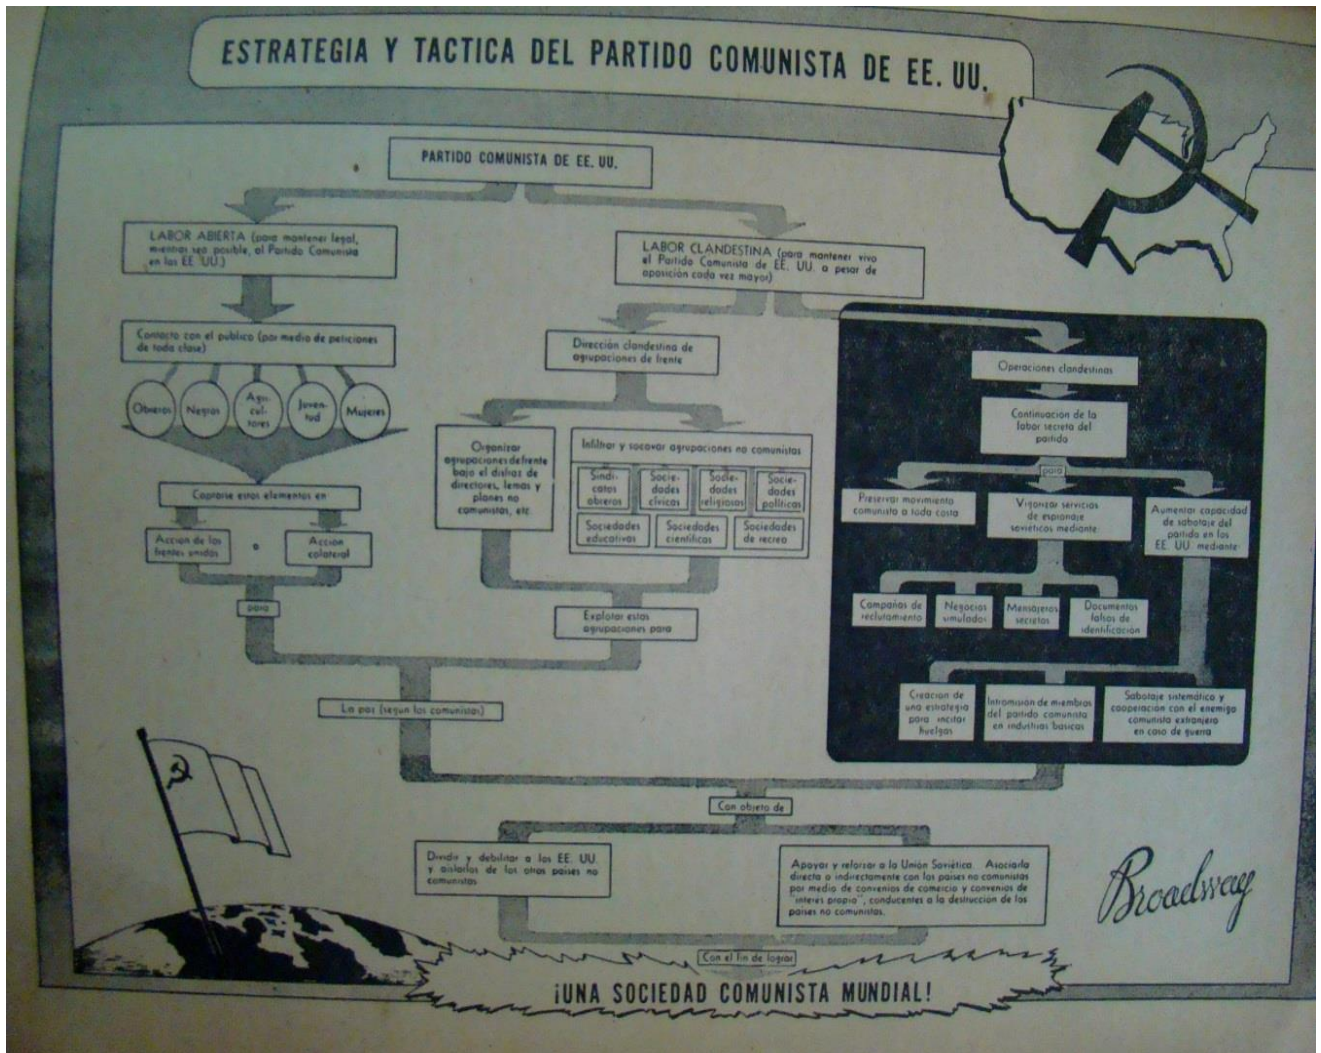 ESTRATEGIA Y TACTICA DEL PARTIDO COMUNISTA DE EE. UU.
PARTIDO COMUNISTA DE EE. UU.
LABOR ABIERTA (para mantener legal,
mientras sea posible, al Partido Comunista
en los EE. UU.)
Contacto con el publico (por medio de peticiones
de toda clase)
Obreros
Negros
Agri-
cul-
tores
Juven-
tud
Mujeres
Captarse estos elementos en
Accion de los
frentes unidos
o
Accion
colateral
para
LABOR CLANDESTINA (para mantener vivo
el Partido Comunista de EE. UU. a pesar de
oposición cada vez mayor)
Dirección clandestina de
agrupaciones de frente
Organizar
agrupaciones de frente
bajo el disfraz de
directores, lemas y
planes no
comunistas, etc.
Infiltrar y socavar agrupaciones no comunistas
Sindi-
catos
obreros
Socie-
dades
cívicas
Socie-
dades
religiosas
Socie-
dades
políticas
Sociedades
educativas
Sociedades
científicas
Sociedades
de recreo
Explotar estas
agrupaciones para
La paz (segun los comunistas)
Operaciones clandestinas
Continuacion de la
labor secreta del
partido
para
Preservar movimiento
comunista a toda costa
Vigorizar servicios
de espionaje
soviéticos mediante:
Aumentar capacidad
de sabotaje del
partido en los
EE. UU. mediante:
Compañas de
reclutamiento
Negocios
simulados
Mensajeros
secretos
Documentos
falsos de
identificación
Creacion de
una estrategia
para incitar
huelgas
Intromisión de miembros
del partido comunista
en industrias basicas
Sabotaje sistemático y
cooperación con el enemigo
comunista extranjero
en caso de guerra
Con objeto de
Dividir y debilitar a los EE. UU.
y aislarlos de los otros países no
comunistas
Apoyar y reforzar a la Unión Soviética. Asociarla
directa o indirectamente con los países no comunistas
por medio de convenios de comercio y convenios de
"interés propio", conducentes a la destruccion de los
países no comunistas.
Broadway
Con el fin de lograr
¡UNA SOCIEDAD COMUNISTA MUNDIAL!